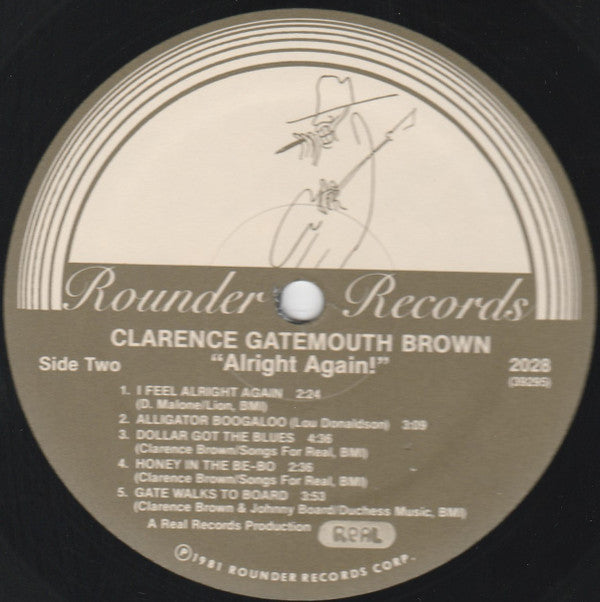 Rounder Records
CLARENCE GATEMOUTH BROWN
Side Two "Alright Again!" 2028
(39295)
1. I FEEL ALRIGHT AGAIN 2:24
(D. Malone/Lion, BMI)
2. ALLIGATOR BOOGALOO (Lou Donaldson) 3:09
3. DOLLAR GOT THE BLUES 4:36
(Clarence Brown/Songs For Real, BMI)
4. HONEY IN THE BE-BO 2:36
(Clarence Brown/Songs For Real, BMI)
5. GATE WALKS TO BOARD 3:53
(Clarence Brown & Johnny Board/Duchess Music, BMI)
A Real Records Production REAL
℗1981 ROUNDER RECORDS CORP.